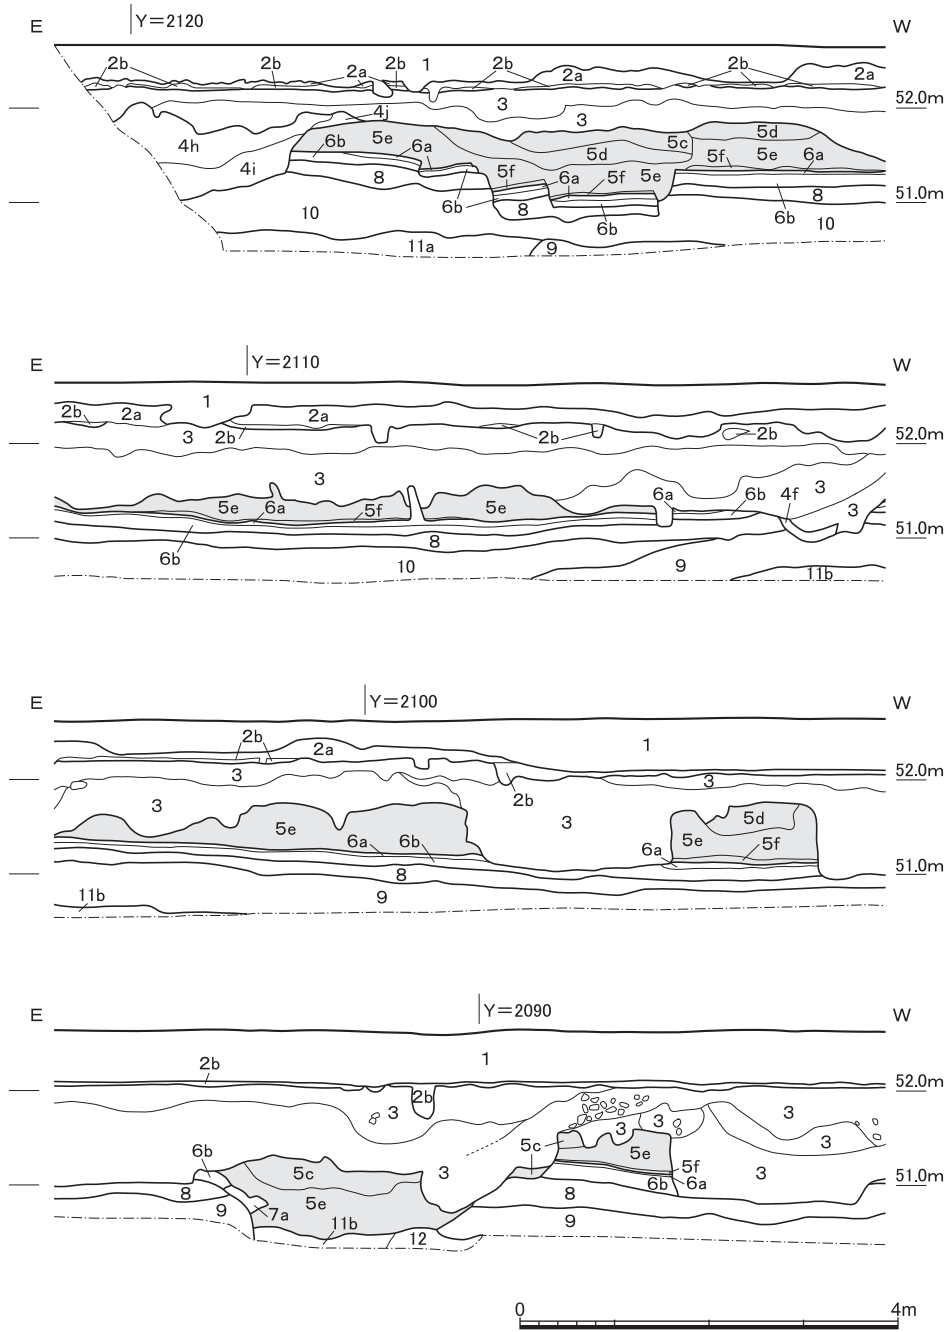 E Y=2120 W
2b 2b 2a 2b 1 2b 2a 2b 2a
52.0m
3 3
4j
4h 6b 5e 6a 5c 5d
5d 5f 5e 6a
4i 8 5f 6a 5f 5e
6b 8 51.0m
10 8 6b 6b 10
11a 9
E Y=2110 W
1
2b 2a 2a
3 2b 2b 2b 52.0m
3 6a 6b 4f 3
5e 6a 5f 5e 3
51.0m
6b 8
10 9
11b
E Y=2100 W
2b 2a 1
3 3 52.0m
2b
3 3
5e 6a 6b 5e 5d
6a 5f
8 51.0m
11b 9
E Y=2090 W
1
2b
2b 52.0m
3 3 3 3
3
6b 5c 5e
5c 3 5f 3
6a 51.0m
8 5e 8 6b
9 7a 9
11b 12
0 4m